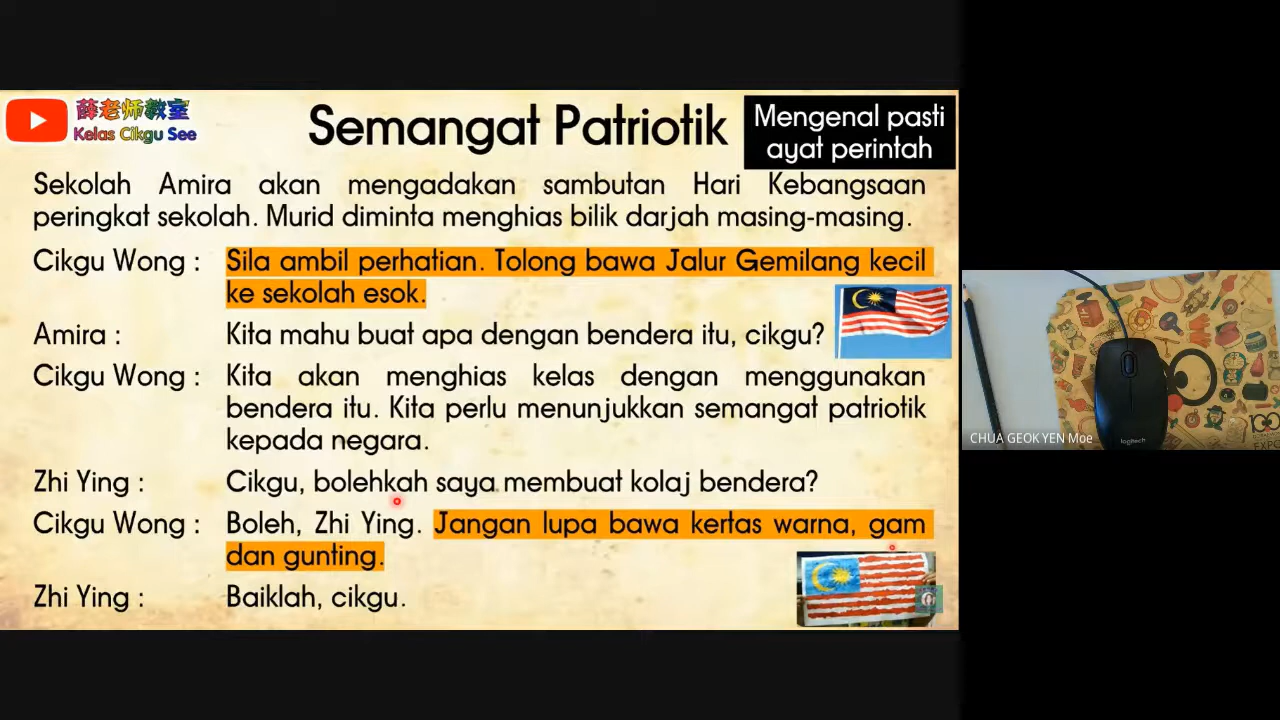 薛老师教室
Kelas Cikgu See
Semangat Patriotik
Mengenal pasti
ayat perintah
Sekolah Amira akan mengadakan sambutan Hari Kebangsaan
peringkat sekolah. Murid diminta menghias bilik darjah masing-masing.
Cikgu Wong : Sila ambil perhatian. Tolong bawa Jalur Gemilang kecil
ke sekolah esok.
Amira : Kita mahu buat apa dengan bendera itu, cikgu?
Cikgu Wong : Kita akan menghias kelas dengan menggunakan
bendera itu. Kita perlu menunjukkan semangat patriotik
kepada negara.
Zhi Ying : Cikgu, bolehkah saya membuat kolaj bendera?
Cikgu Wong : Boleh, Zhi Ying. Jangan lupa bawa kertas warna, gam
dan gunting.
Zhi Ying : Baiklah, cikgu.
CHUA GEOK YEN Moe
logitech